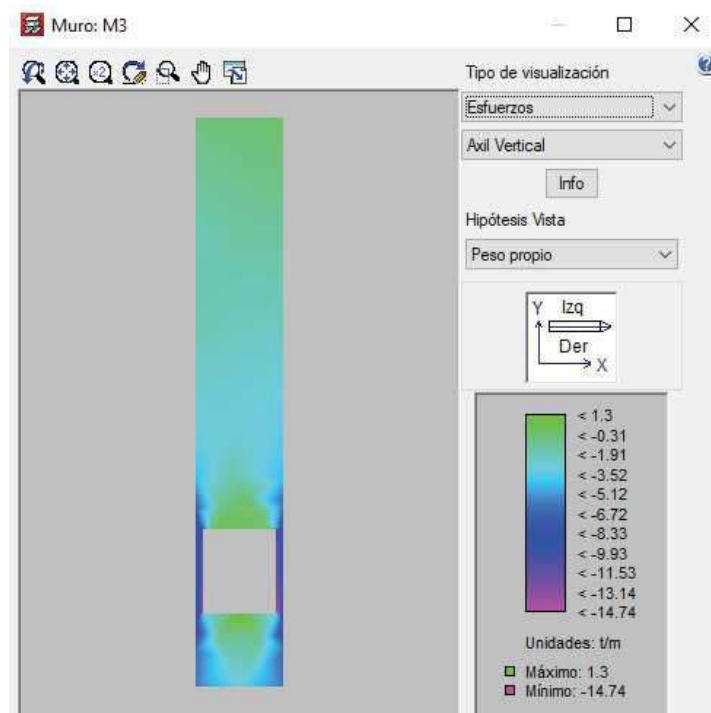 Muro: M3
x2
Tipo de visualización
Esfuerzos
Axil Vertical
Info
Hipótesis Vista
Peso propio
Y Izq
Der
X
< 1.3
< -0.31
< -1.91
< -3.52
< -5.12
< -6.72
< -8.33
< -9.93
< -11.53
< -13.14
< -14.74
Unidades: t/m
Máximo: 1.3
Mínimo: -14.74